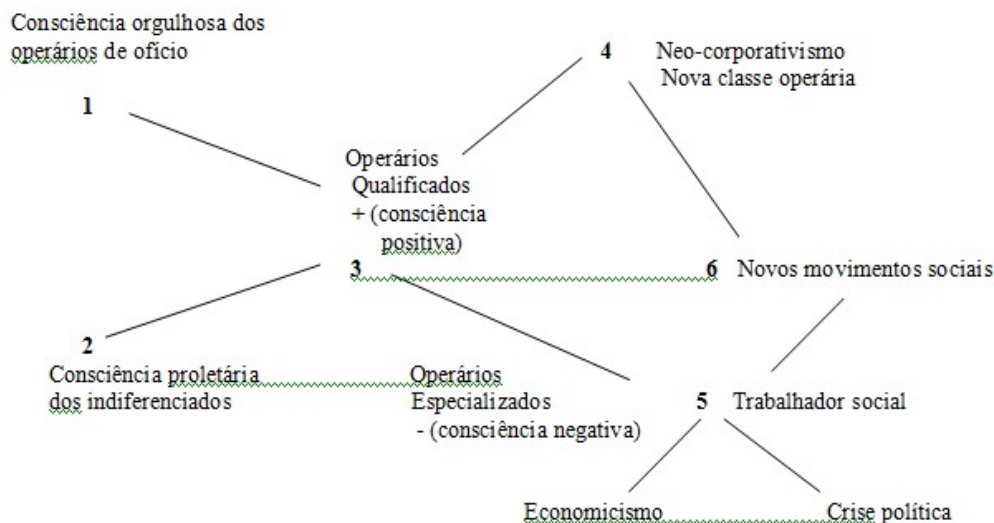 Consciência orgulhosa dos
operários de ofício
4 Neo-corporativismo
Nova classe operária
1
Operários
Qualificados
+ (consciência
positiva)
3
6 Novos movimentos sociais
2
Consciência proletária
dos indiferenciados
Operários
Especializados
- (consciência negativa)
5 Trabalhador social
Economicismo
Crise política